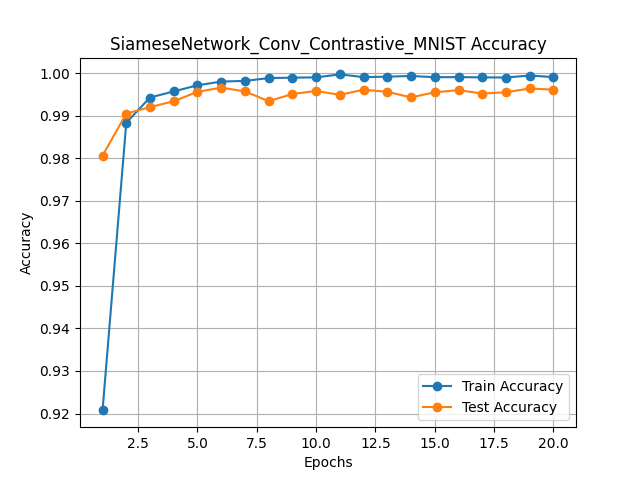 SiameseNetwork_Conv_Contrastive_MNIST Accuracy
1.00
0.99
0.98
0.97
0.96
0.95
0.94
0.93
0.92
Accuracy
Train Accuracy
Test Accuracy
2.5 5.0 7.5 10.0 12.5 15.0 17.5 20.0
Epochs